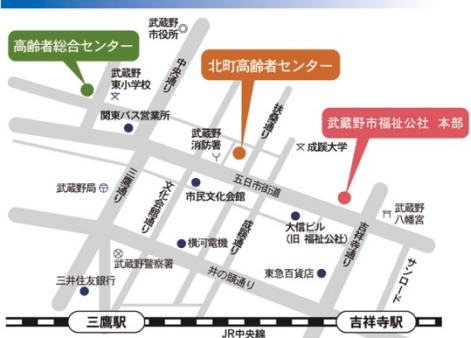 武蔵野
市役所
高齢者総合センター
中央通り
北町高齢者センター
武蔵野
東小学校
扶桑通り
関東バス営業所
武蔵野
消防署
武蔵野市福祉公社 本部
成蹊大学
五日市街道
武蔵野局
三鷹通り
文化会館通り
市民文化会館
成蹊通り
大信ビル
(旧 福祉公社)
吉祥寺通り
武蔵野
八幡宮
横河電機
武蔵野警察署
井の頭通り
東急百貨店
サンロード
三井住友銀行
三鷹駅
吉祥寺駅
JR中央線